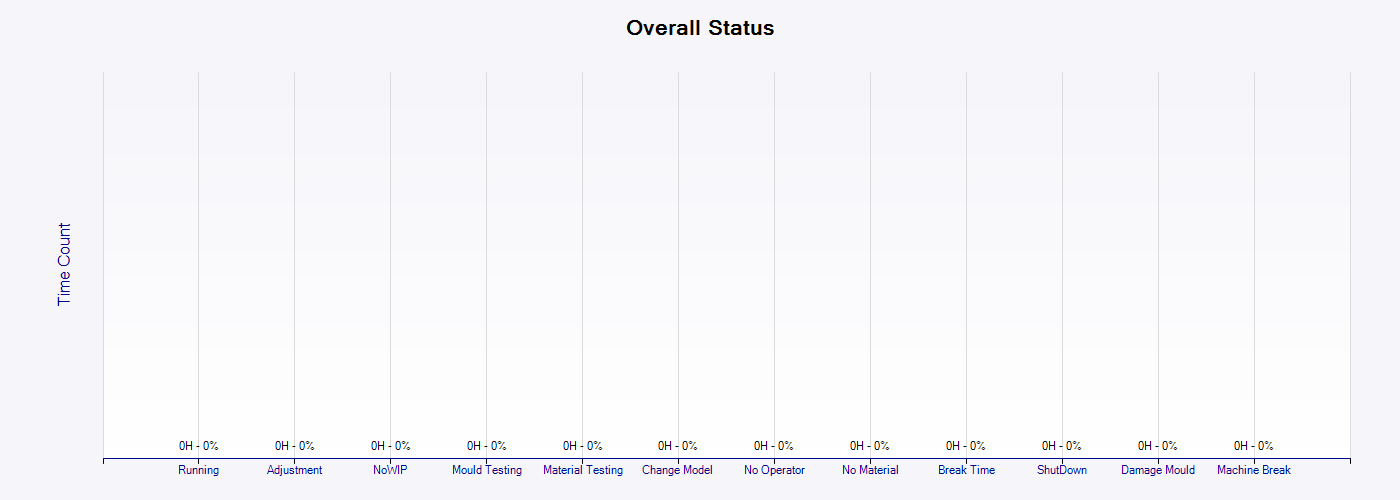 Overall Status
Time Count
0H - 0% 0H - 0% 0H - 0% 0H - 0% 0H - 0% 0H - 0% 0H - 0% 0H - 0% 0H - 0% 0H - 0% 0H - 0% 0H - 0%
Running Adjustment NoWIP Mould Testing Material Testing Change Model No Operator No Material Break Time ShutDown Damage Mould Machine Break